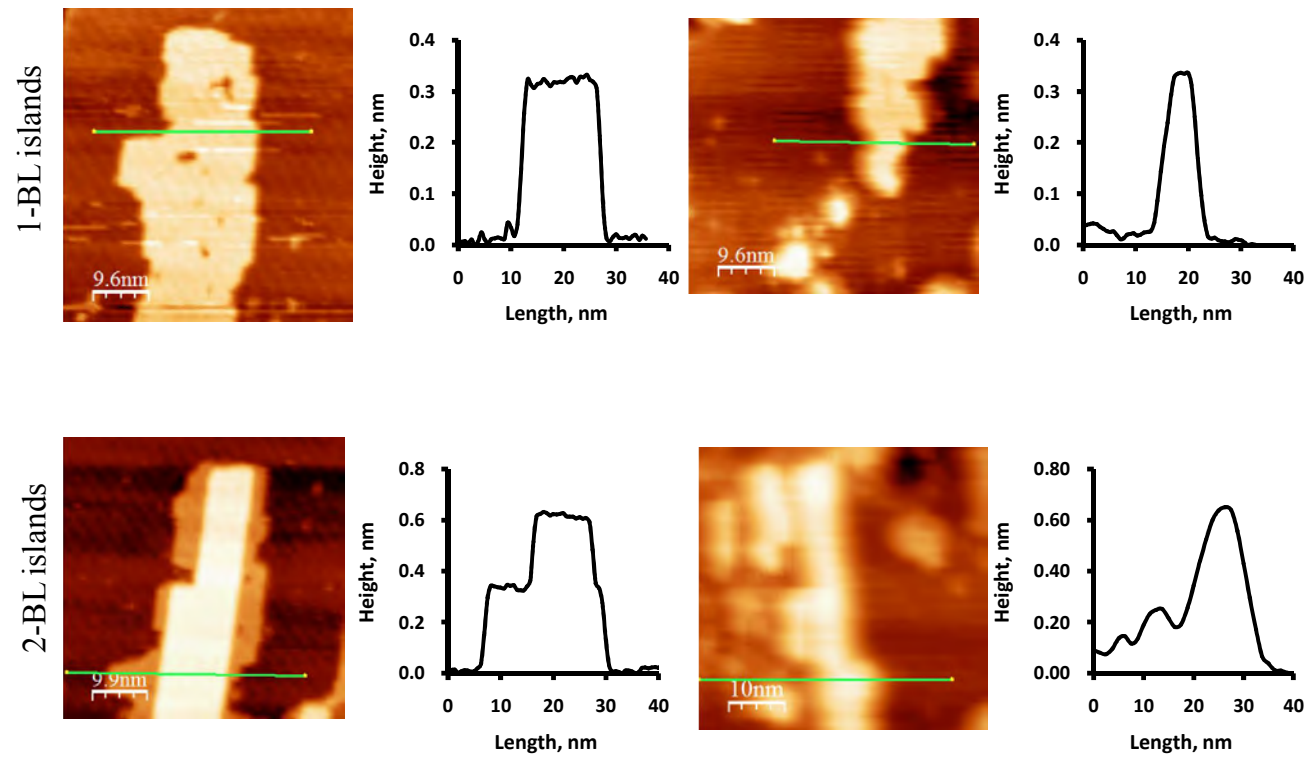 1-BL islands
9.6nm
0.4
0.3
0.2
0.1
0.0
Height, nm
0 10 20 30 40
Length, nm
9.6nm
0.4
0.3
0.2
0.1
0.0
Height, nm
0 10 20 30 40
Length, nm
2-BL islands
9.9nm
0.8
0.6
0.4
0.2
0.0
Height, nm
0 10 20 30 40
Length, nm
10nm
0.80
0.60
0.40
0.20
0.00
Height, nm
0 10 20 30 40
Length, nm